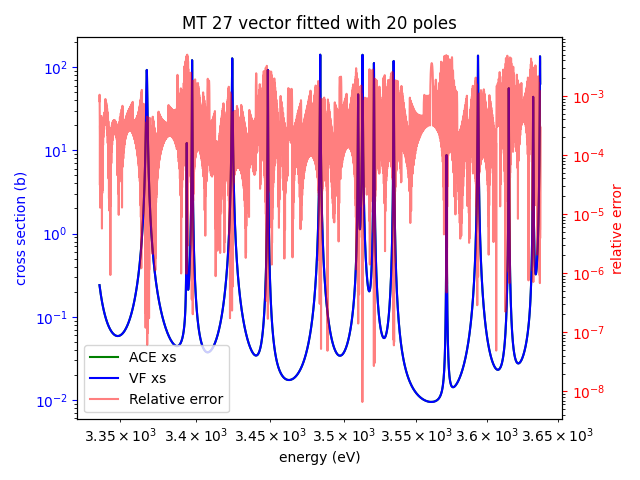 MT 27 vector fitted with 20 poles
cross section (b)
10²
10¹
10⁰
10⁻¹
10⁻²
10⁻³
10⁻⁴
10⁻⁵
10⁻⁶
10⁻⁷
10⁻⁸
relative error
ACE xs
VF xs
Relative error
3.35 × 10³ 3.4 × 10³ 3.45 × 10³ 3.5 × 10³ 3.55 × 10³ 3.6 × 10³ 3.65 × 10³
energy (eV)